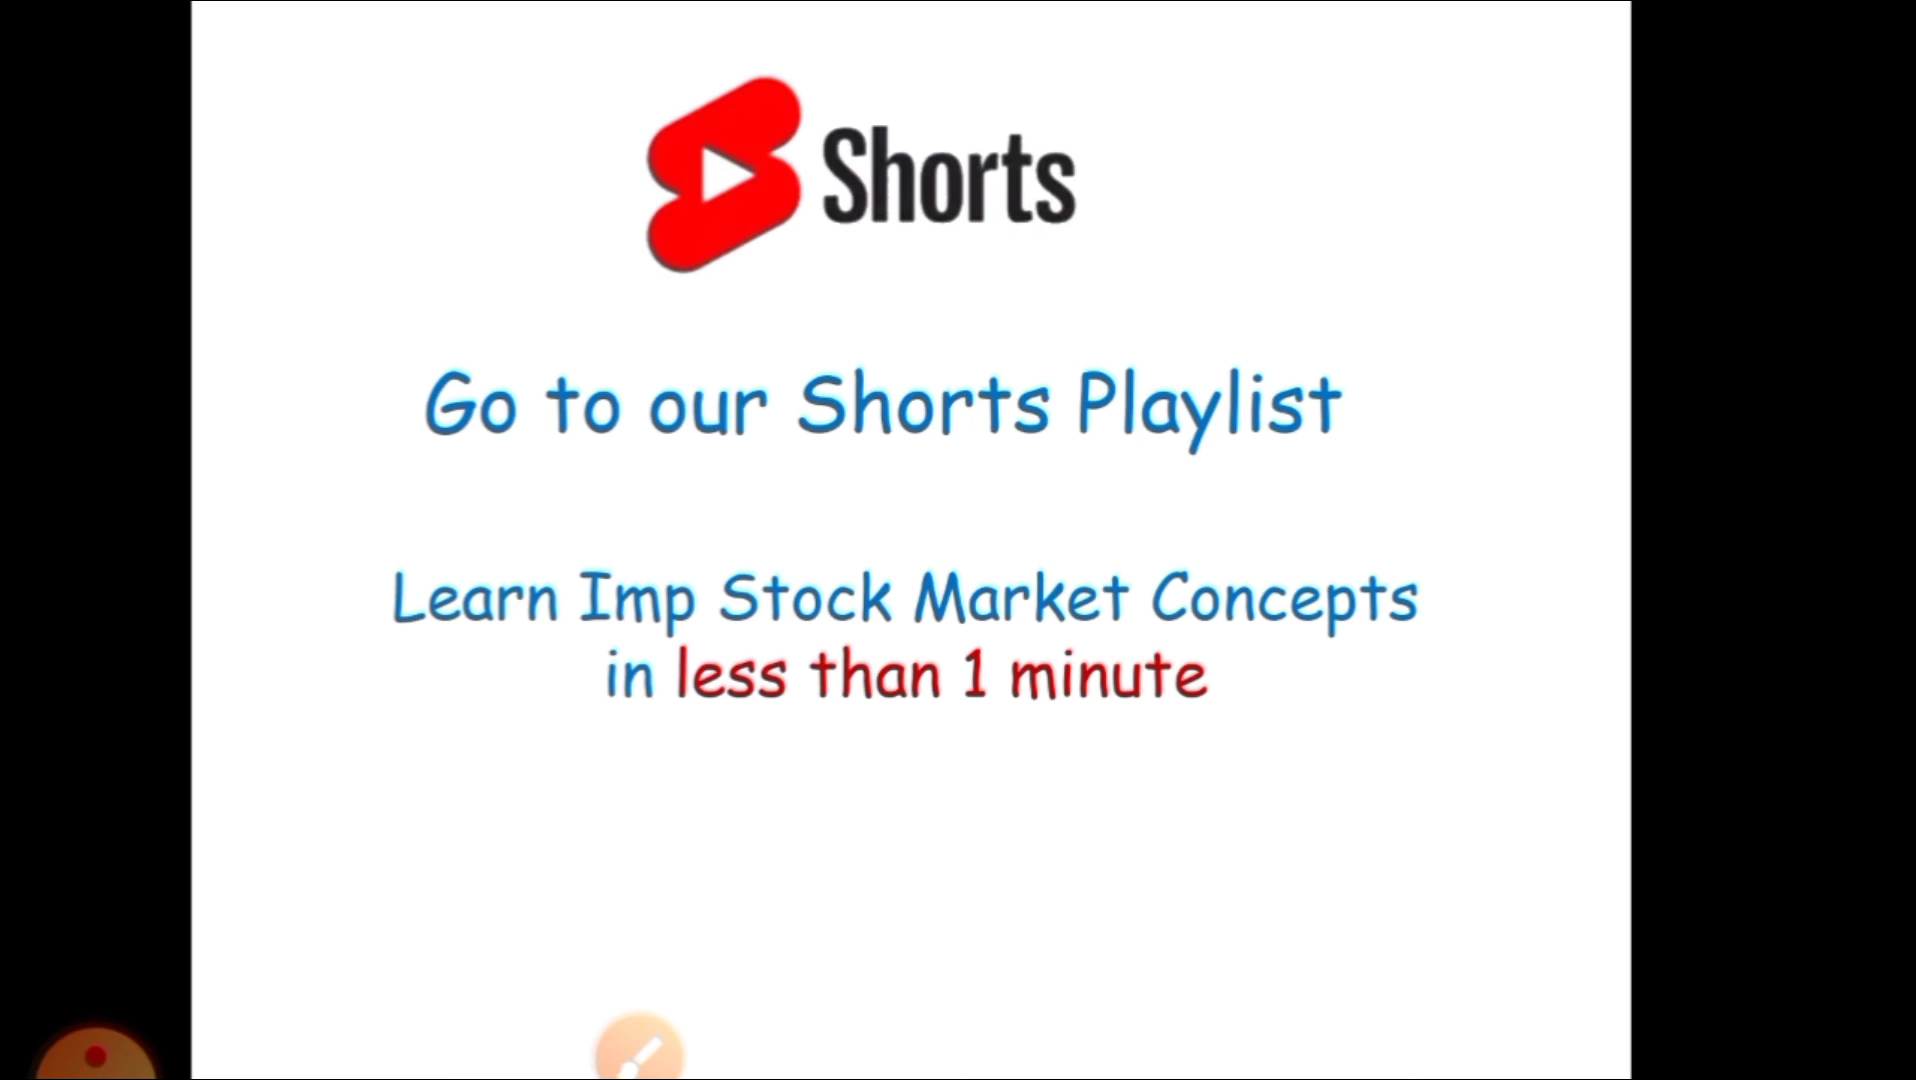 Shorts
Go to our Shorts Playlist
Learn Imp Stock Market Concepts
in less than 1 minute